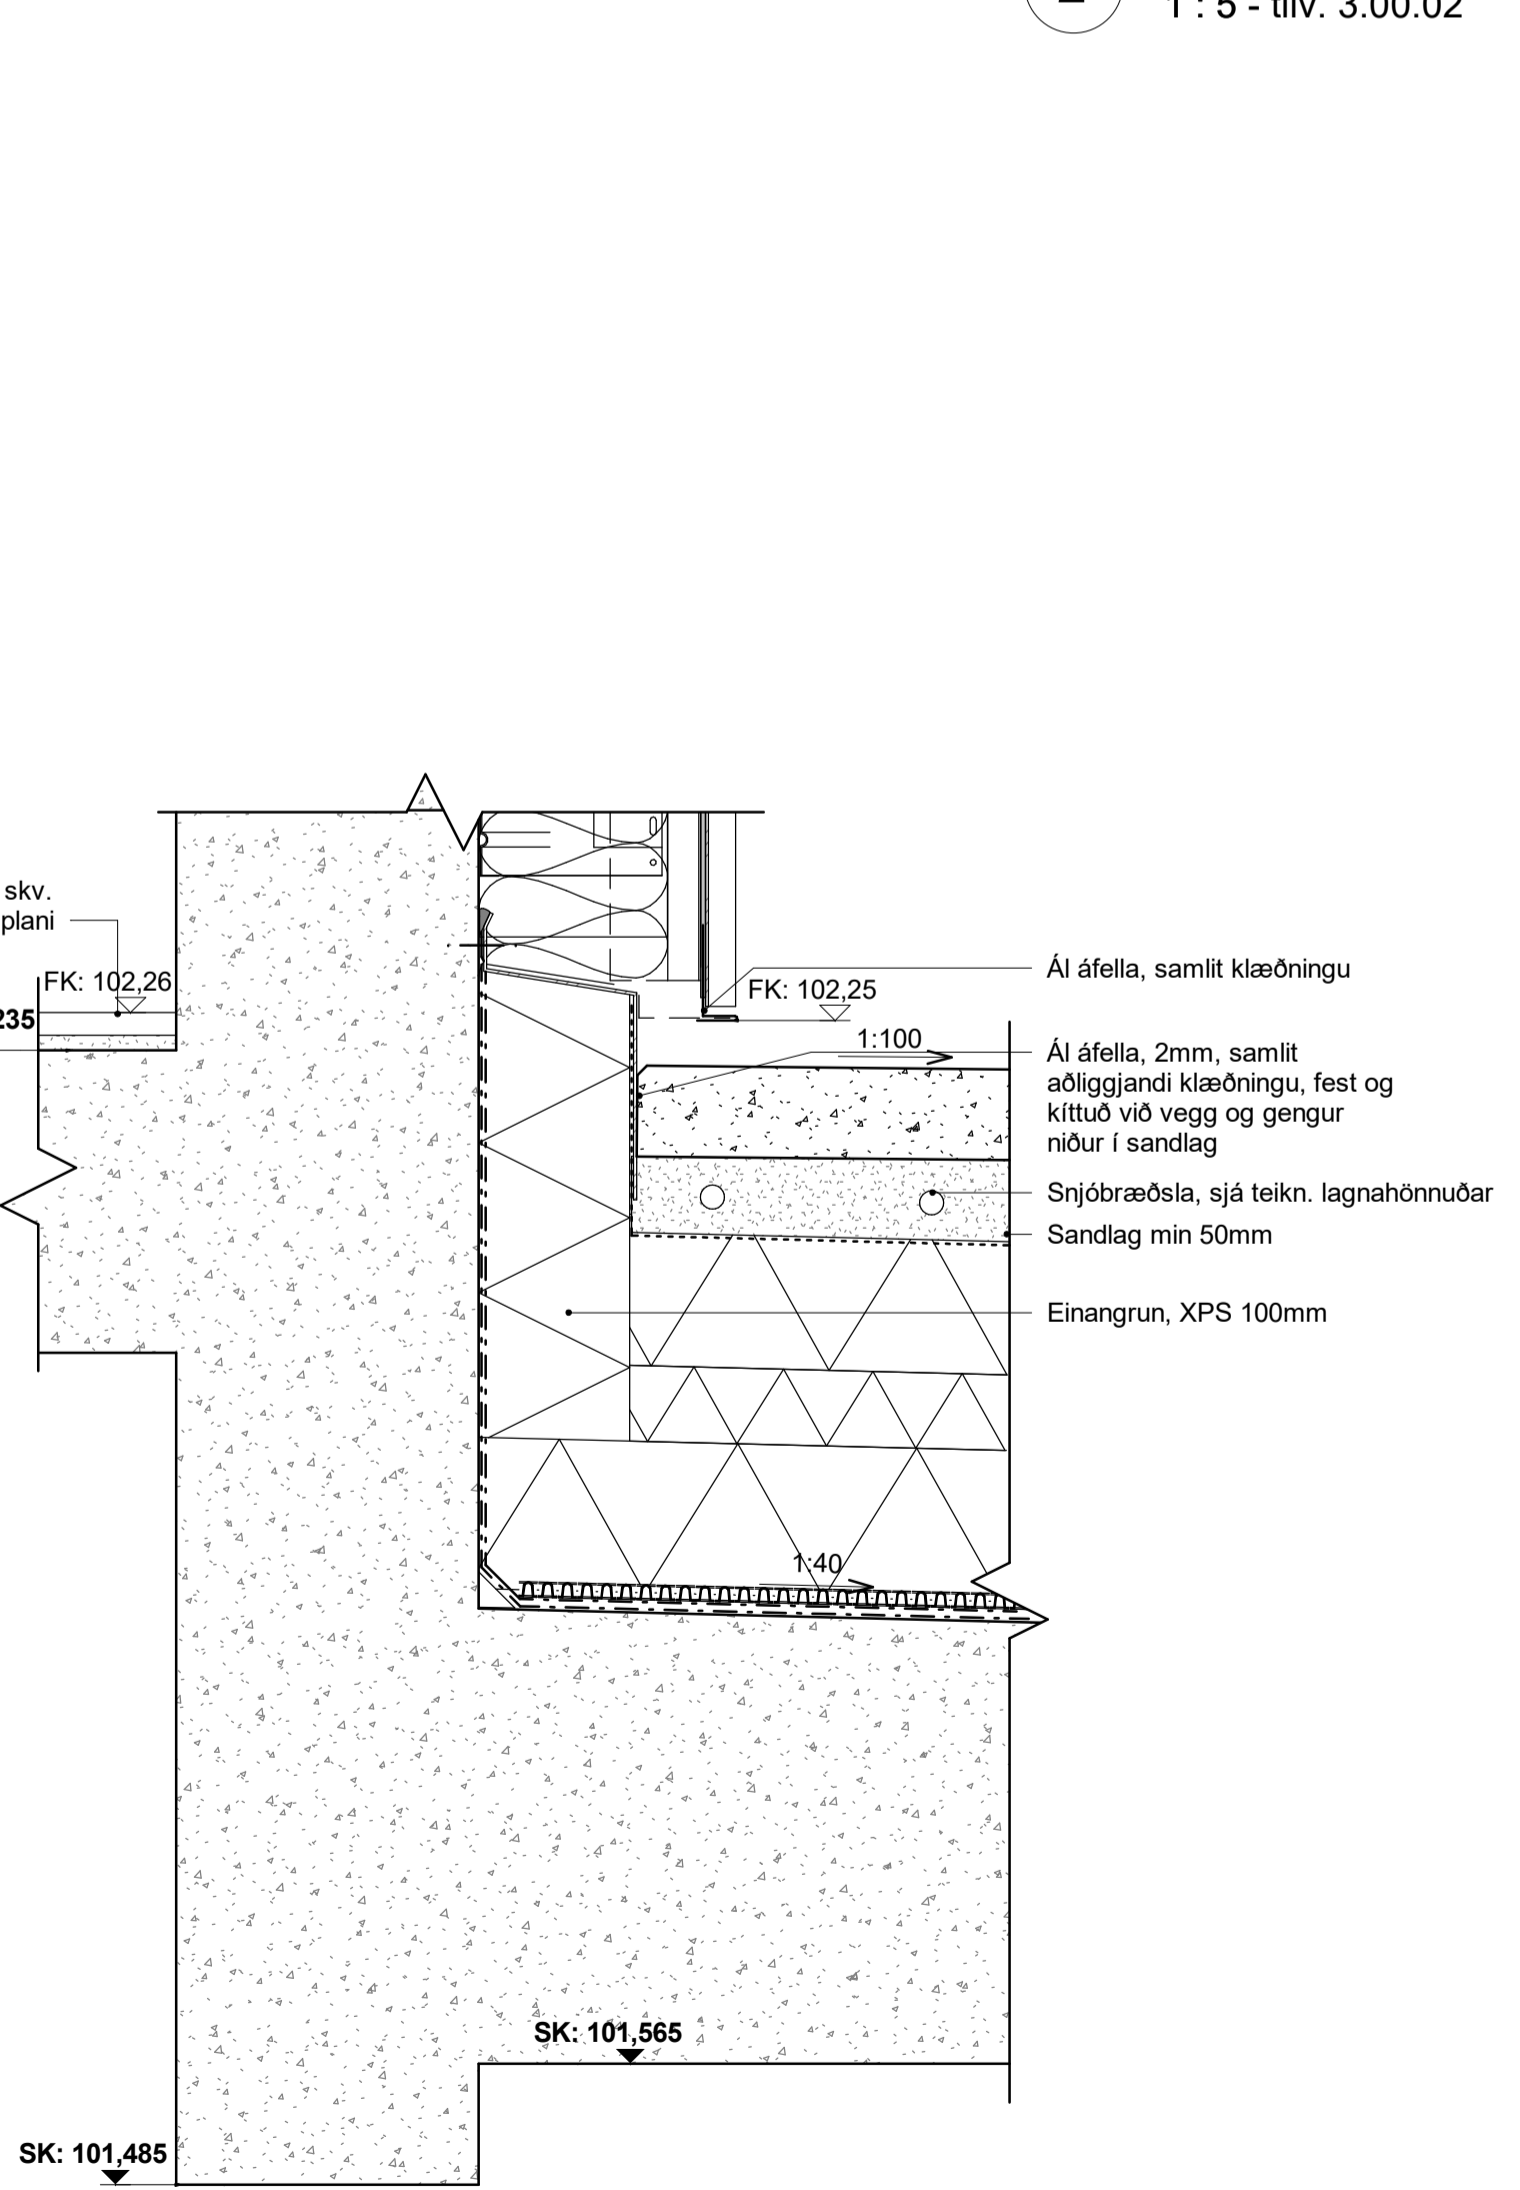 1 : 5 - tilv. 3.00.02
skv.
plani
FK: 102,26
235
FK: 102,25
1:100
Ál áfella, samlit klæðningu
Ál áfella, 2mm, samlit
aðliggjandi klæðningu, fest og
kíttuð við vegg og gengur
niður í sandlag
Snjóbræðsla, sjá teikn. lagnahönnuðar
Sandlag min 50mm
Einangrun, XPS 100mm
1:40
SK: 101,565
SK: 101,485